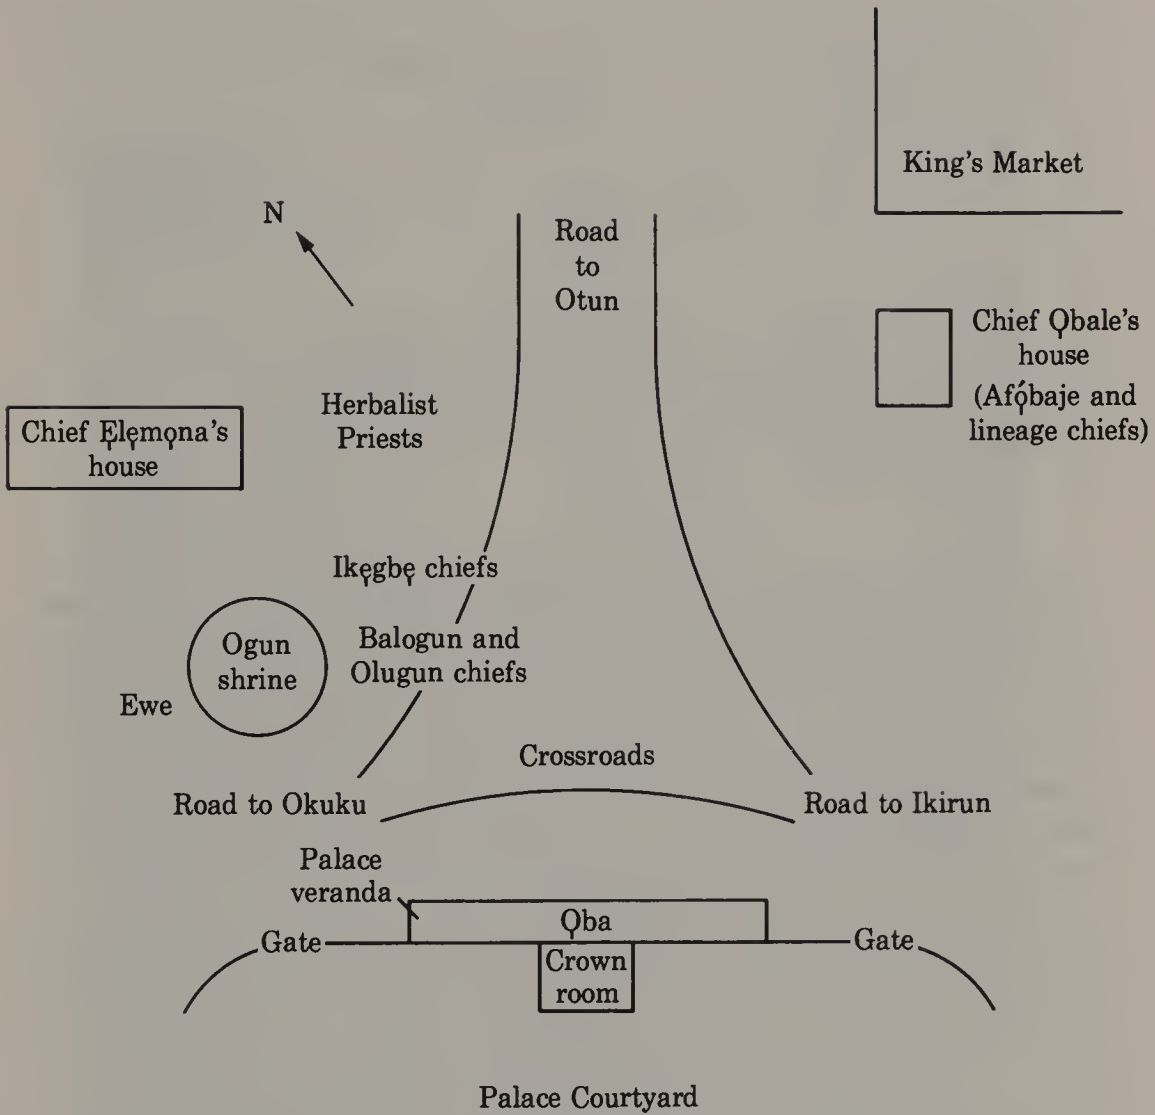 King's Market
N
Road
to
Otun
Chief Ọbale's
house
(Afọ́baje and
lineage chiefs)
Herbalist
Priests
Chief Ẹlẹmọna's
house
Ikẹgbẹ chiefs
Ogun
shrine
Balogun and
Olugun chiefs
Ewe
Crossroads
Road to Okuku
Road to Ikirun
Palace
veranda
Ọba
Gate
Gate
Crown
room
Palace Courtyard